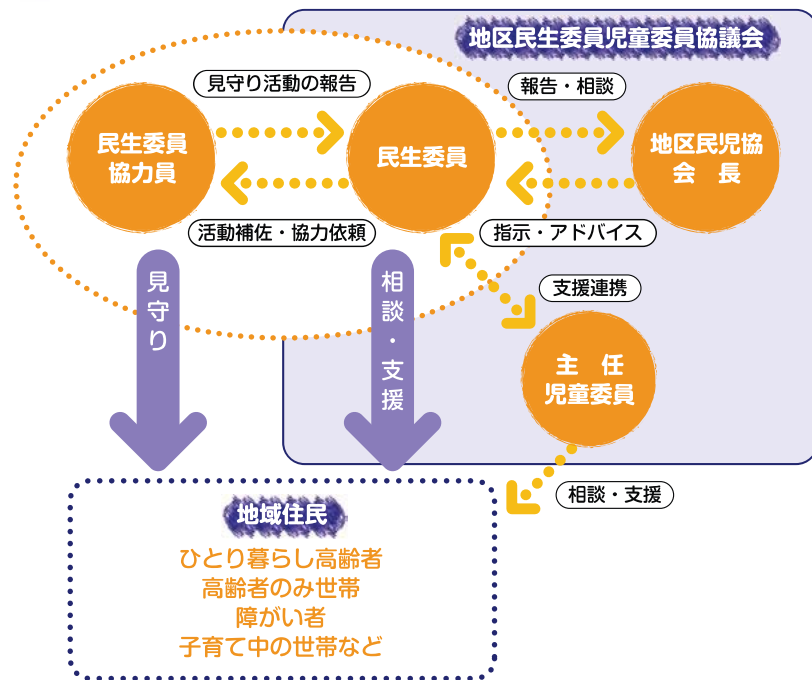 地区民生委員児童委員協議会
見守り活動の報告
報告・相談
民生委員
協力員
民生委員
地区民児協
会　長
活動補佐・協力依頼
指示・アドバイス
見守り
相談・支援
支援連携
主　任
児童委員
相談・支援
地域住民
ひとり暮らし高齢者
高齢者のみ世帯
障がい者
子育て中の世帯など